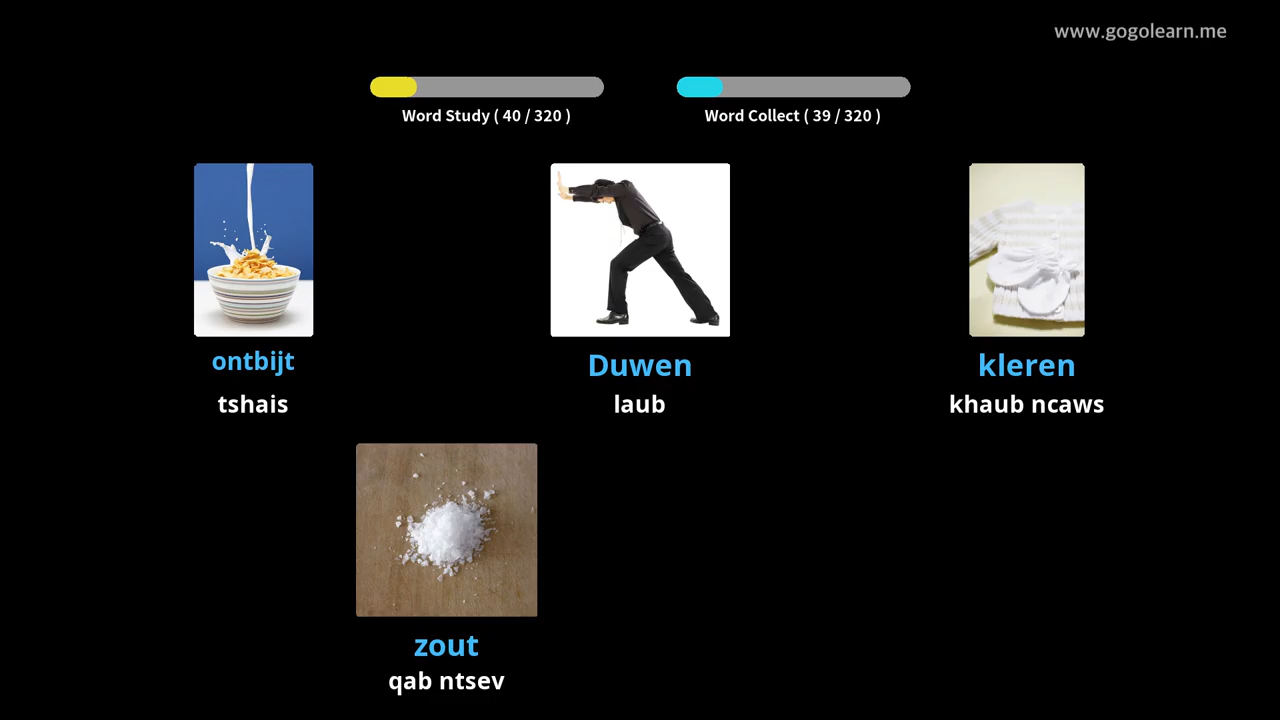 www.gogolearn.me
Word Study ( 40 / 320 )
Word Collect ( 39 / 320 )
ontbijt
tshais
Duwen
laub
kleren
khaub ncaws
zout
qab ntsev